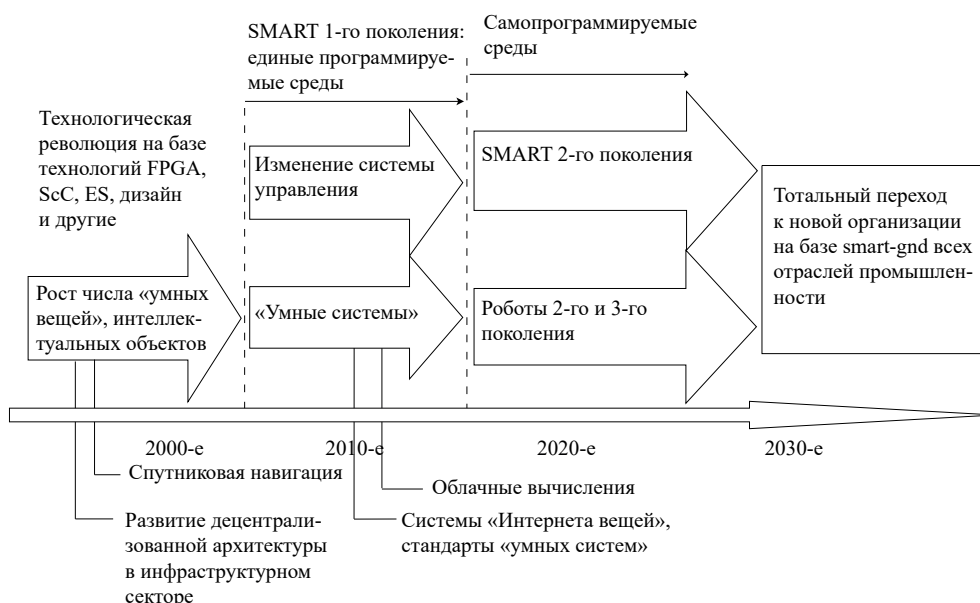 SMART 1-го поколения:
единые программируе-
мые среды
Самопрограммируемые
среды
Технологическая
революция на базе
технологий FPGA,
ScC, ES, дизайн
и другие
Изменение системы
управления
SMART 2-го поколения
Тотальный переход
к новой организации
на базе smart-gnd всех
отраслей промышлен-
ности
Рост числа «умных
вещей», интеллек-
туальных объектов
«Умные системы»
Роботы 2-го и 3-го
поколения
2000-е
2010-е
2020-е
2030-е
Спутниковая навигация
Облачные вычисления
Развитие децентрали-
зованной архитектуры
в инфраструктурном
секторе
Системы «Интернета вещей»,
стандарты «умных систем»